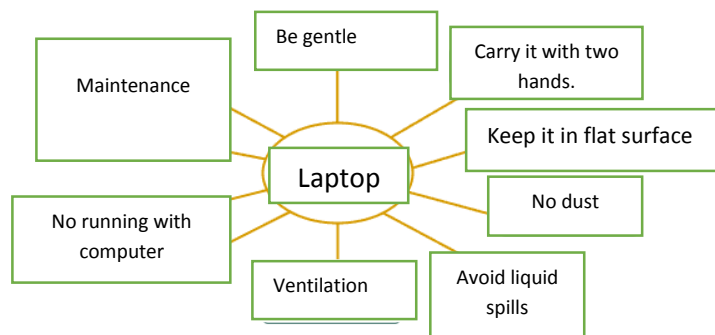 Be gentle
Carry it with two
hands.
Maintenance
Keep it in flat surface
Laptop
No dust
No running with
computer
Ventilation
Avoid liquid
spills